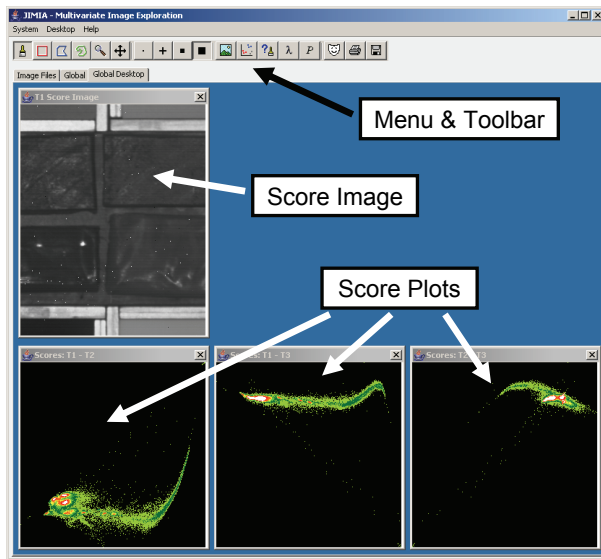 JIMIA - Multivariate Image Exploration
System Desktop Help
λ P
Image Files Global Global Desktop
T1 Score Image
Menu & Toolbar
Score Image
Score Plots
Scores: T1 - T2
Scores: T1 - T3
Scores: T2 - T3